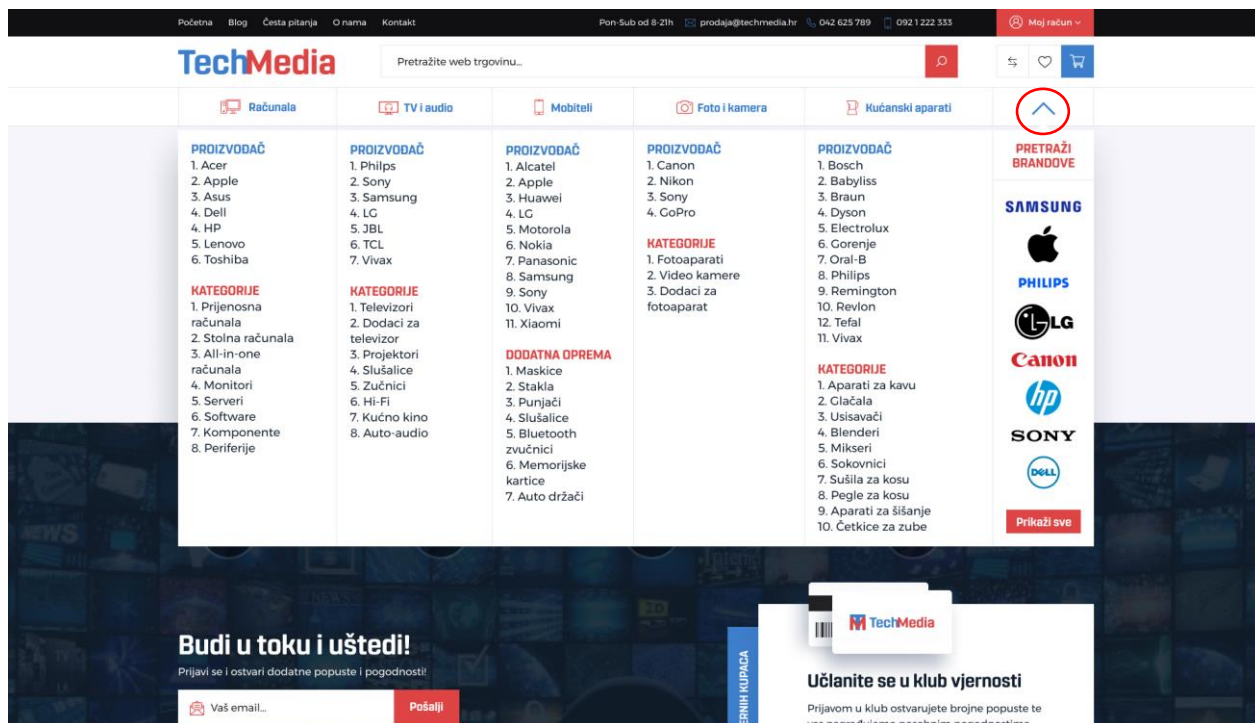 Početna Blog Česta pitanja O nama Kontakt Pon-Sub od 8-21h prodaja@techmedia.hr 042 625 789 092 1 222 333 Moj račun
TechMedia Pretražite web trgovinu...
Računala TV i audio Mobiteli Foto i kamera Kućanski aparati
PROIZVOĐAČ
1. Acer
2. Apple
3. Asus
4. Dell
4. HP
5. Lenovo
6. Toshiba
KATEGORIJE
1. Prijenosna
računala
2. Stolna računala
3. All-in-one
računala
4. Monitori
5. Serveri
6. Software
7. Komponente
8. Periferije
PROIZVOĐAČ
1. Philps
2. Sony
3. Samsung
4. LG
5. JBL
6. TCL
7. Vivax
KATEGORIJE
1. Televizori
2. Dodaci za
televizor
3. Projektori
4. Slušalice
5. Zučnici
6. Hi-Fi
7. Kućno kino
8. Auto-audio
PROIZVOĐAČ
1. Alcatel
2. Apple
3. Huawei
4. LG
5. Motorola
6. Nokia
7. Panasonic
8. Samsung
9. Sony
10. Vivax
11. Xiaomi
DODATNA OPREMA
1. Maskice
2. Stakla
3. Punjači
4. Slušalice
5. Bluetooth
zvučnici
6. Memorijske
kartice
7. Auto držači
PROIZVOĐAČ
1. Canon
2. Nikon
3. Sony
4. GoPro
KATEGORIJE
1. Fotoaparati
2. Video kamere
3. Dodaci za
fotoaparat
PROIZVOĐAČ
1. Bosch
2. Babyliss
3. Braun
4. Dyson
5. Electrolux
6. Gorenje
7. Oral-B
8. Philips
9. Remington
10. Revlon
12. Tefal
11. Vivax
KATEGORIJE
1. Aparati za kavu
2. Glačala
3. Usisavači
4. Blenderi
5. Mikseri
6. Sokovnici
7. Sušila za kosu
8. Pegle za kosu
9. Aparati za šišanje
10. Četkice za zube
PRETRAŽI
BRANDOVE
SAMSUNG
PHILIPS
LG
Canon
hp
SONY
DELL
Prikaži sve
NEWS
Budi u toku i uštedi!
Prijavi se i ostvari dodatne popuste i pogodnosti!
Vaš email... Pošalji
KUPACA
TechMedia
Učlanite se u klub vjernosti
Prijavom u klub ostvarujete brojne popuste te